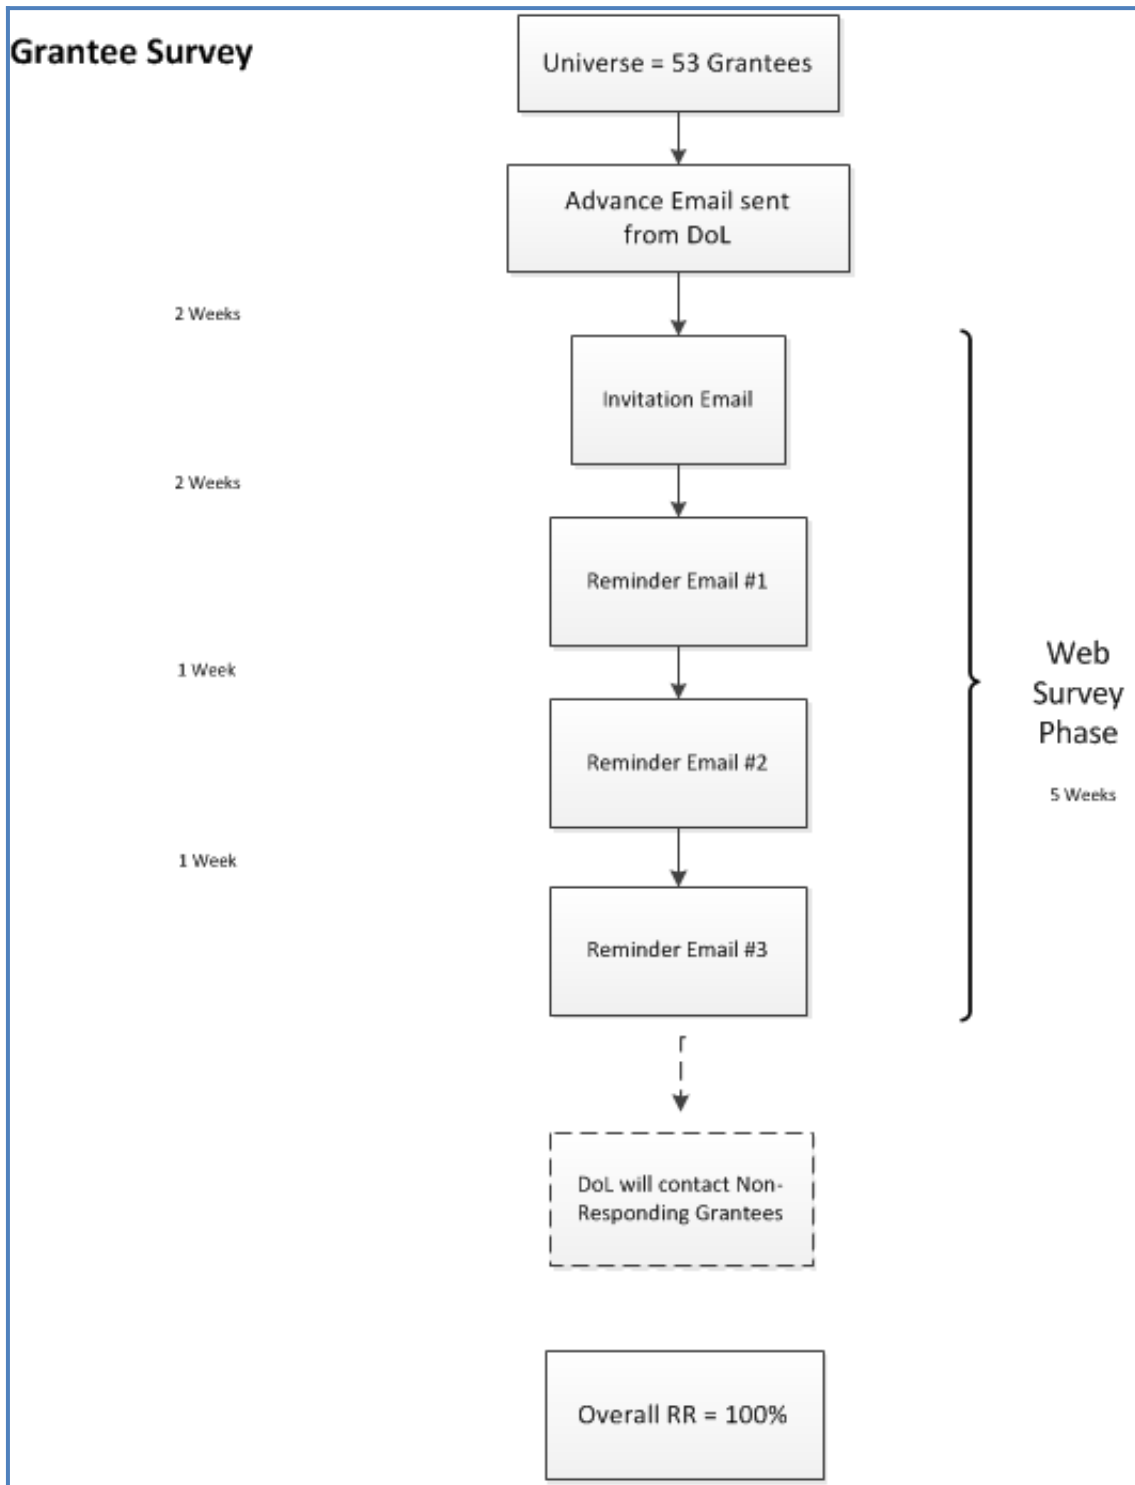 Grantee Survey
Universe = 53 Grantees
Advance Email sent
from DoL
2 Weeks
Invitation Email
2 Weeks
Reminder Email #1
1 Week
Web
Survey
Phase
5 Weeks
Reminder Email #2
1 Week
Reminder Email #3
DoL will contact Non-
Responding Grantees
Overall RR = 100%